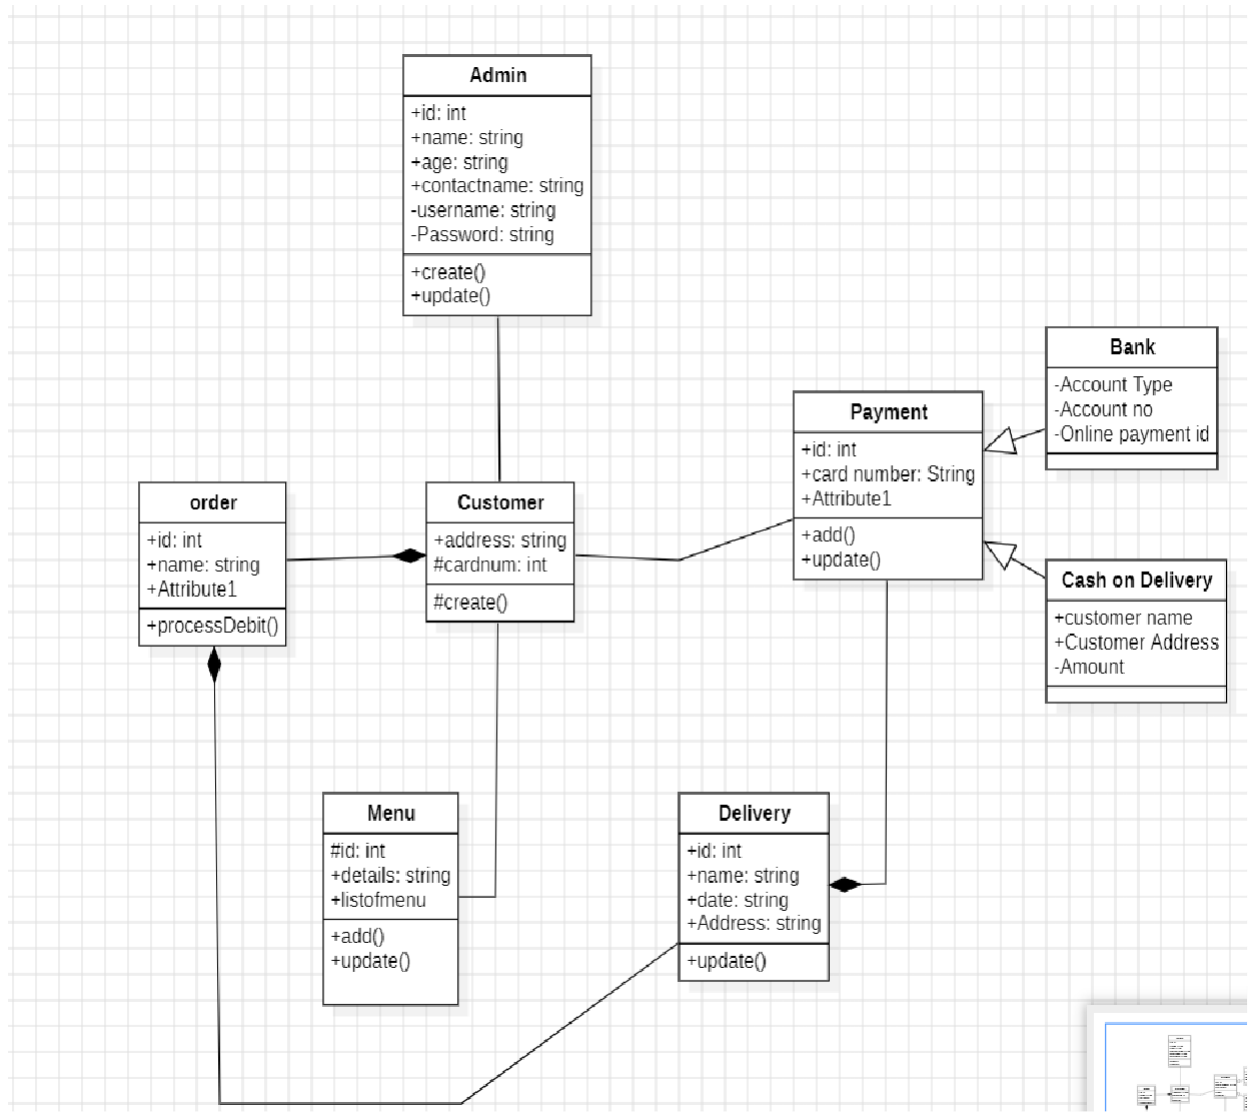 Admin
+id: int
+name: string
+age: string
+contactname: string
-username: string
-Password: string
+create()
+update()
Bank
-Account Type
-Account no
-Online payment id
Payment
+id: int
+card number: String
+Attribute1
+add()
+update()
order
+id: int
+name: string
+Attribute1
+processDebit()
Customer
+address: string
#cardnum: int
#create()
Cash on Delivery
+customer name
+Customer Address
-Amount
Menu
#id: int
+details: string
+listofmenu
+add()
+update()
Delivery
+id: int
+name: string
+date: string
+Address: string
+update()